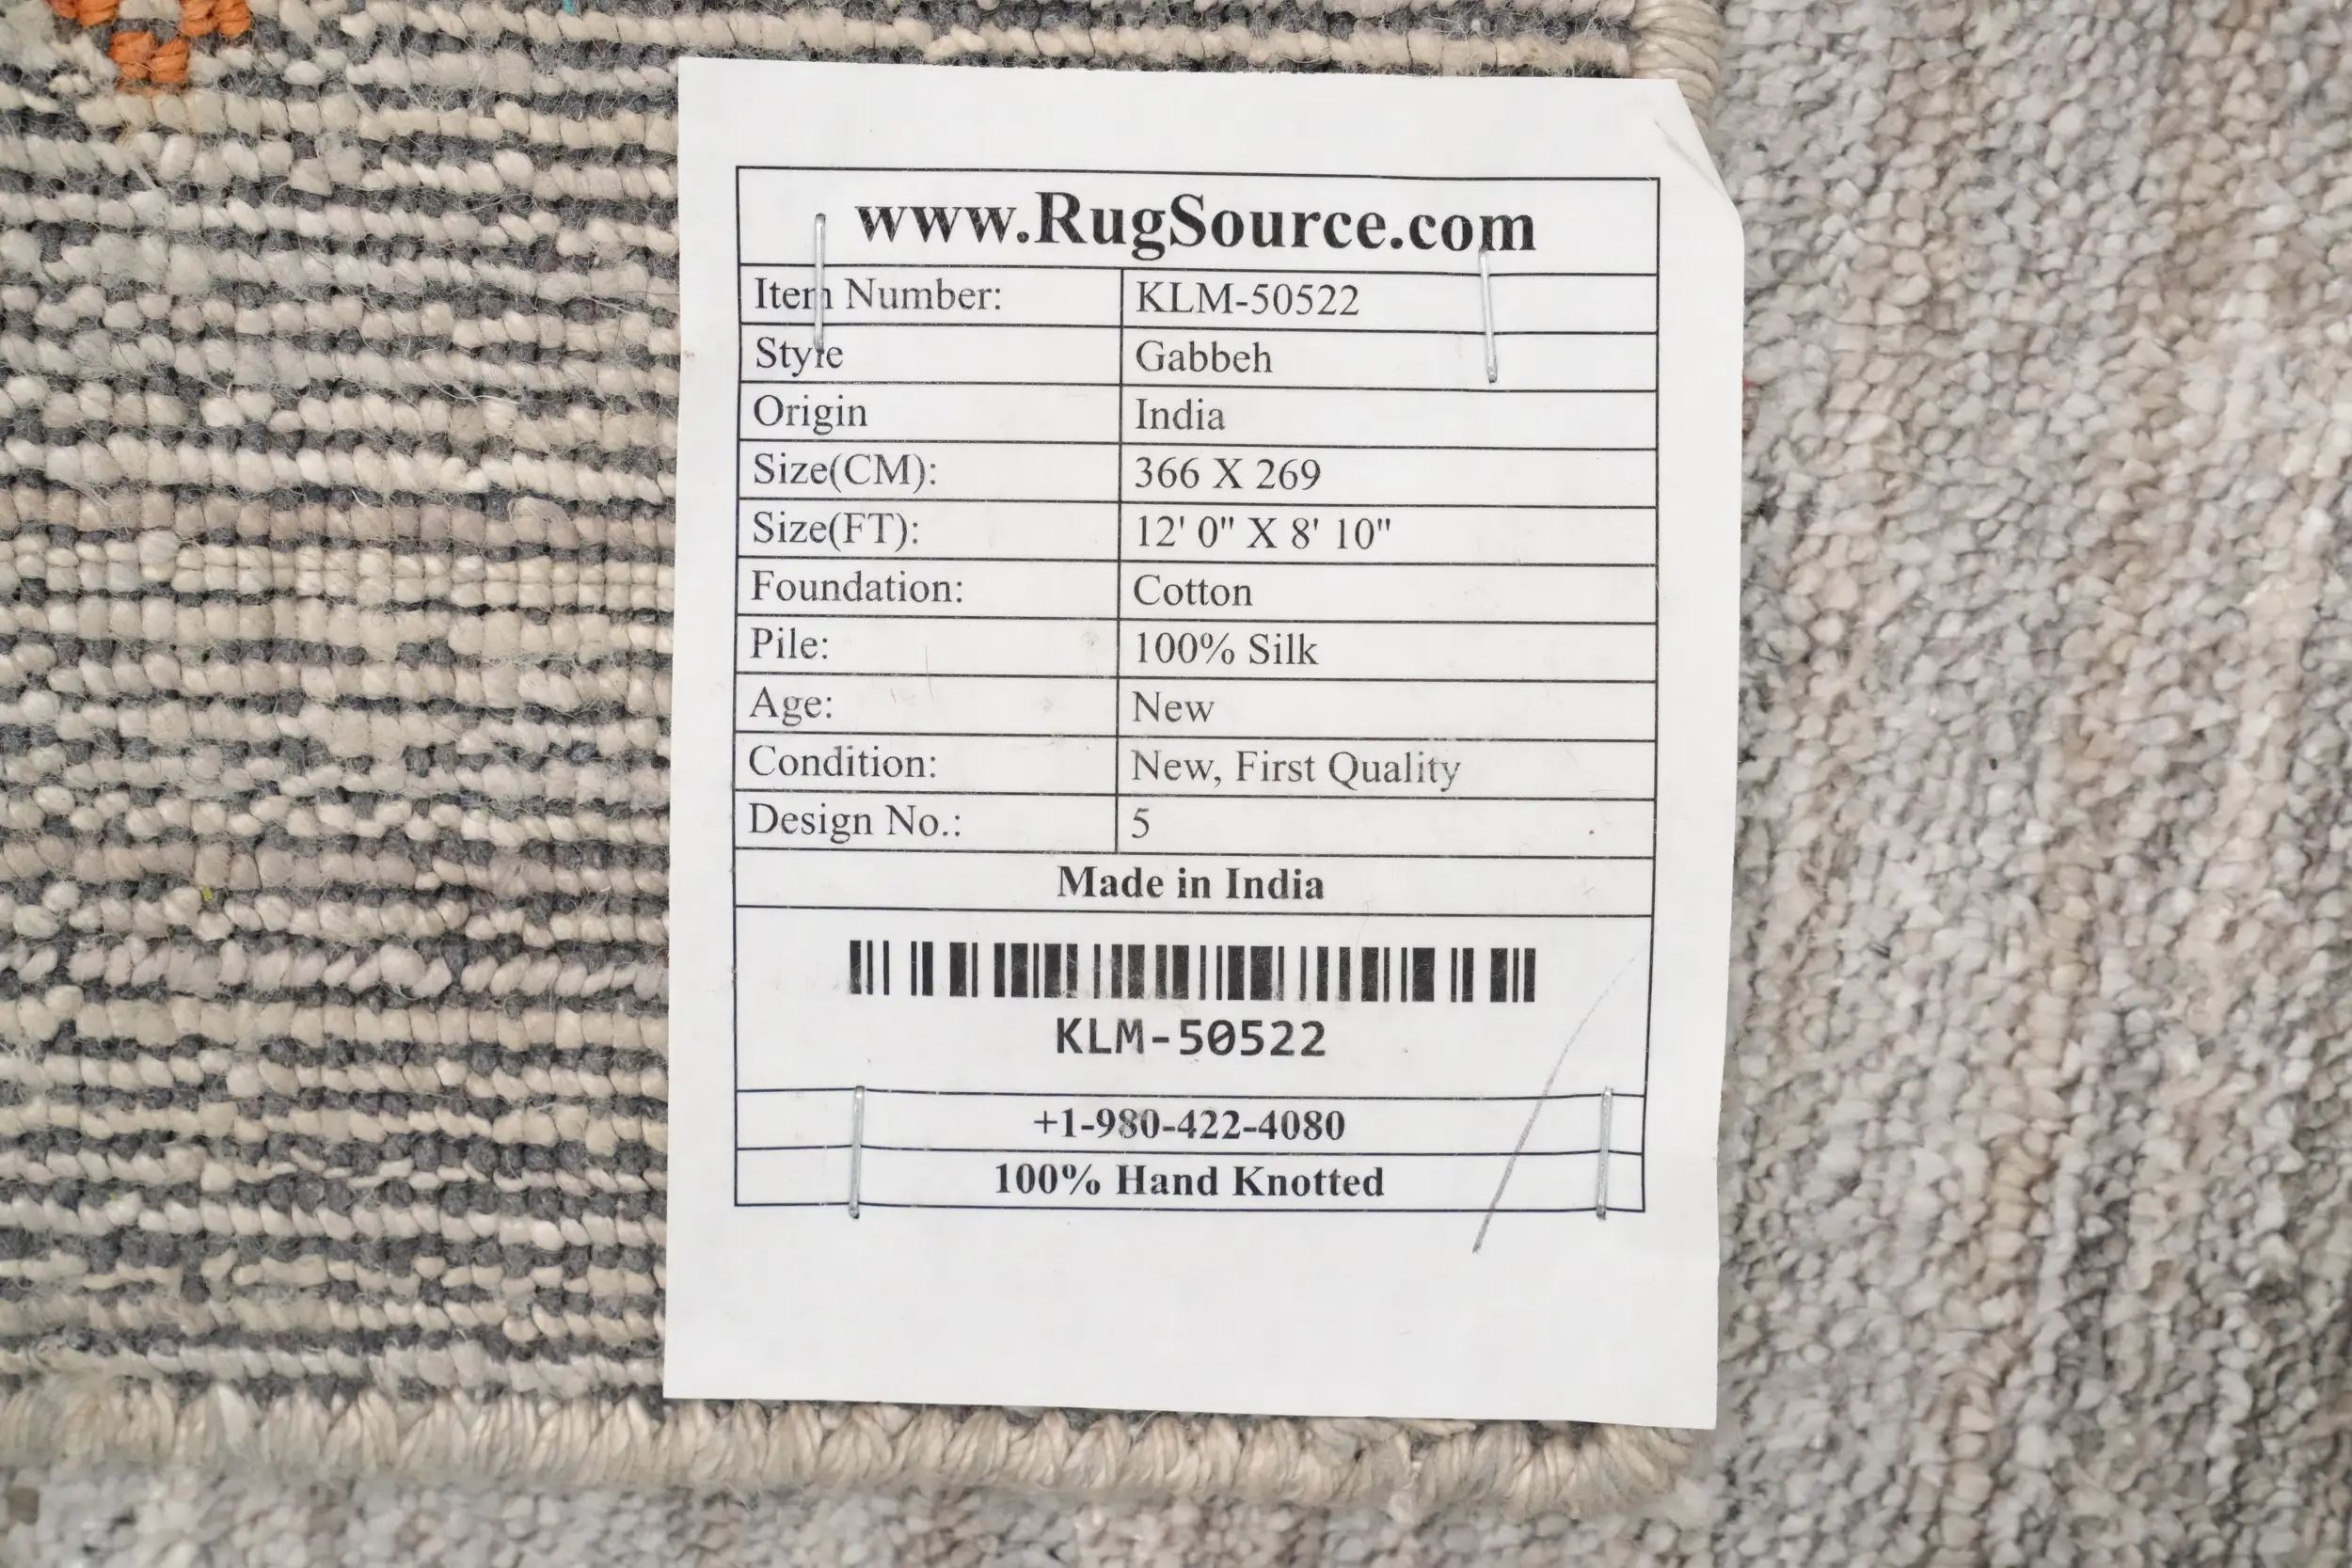 www.RugSource.com
Item Number: KLM-50522
Style Gabbeh
Origin India
Size(CM): 366 X 269
Size(FT): 12' 0" X 8' 10"
Foundation: Cotton
Pile: 100% Silk
Age: New
Condition: New, First Quality
Design No.: 5
Made in India
KLM-50522
+1-980-422-4080
100% Hand Knotted